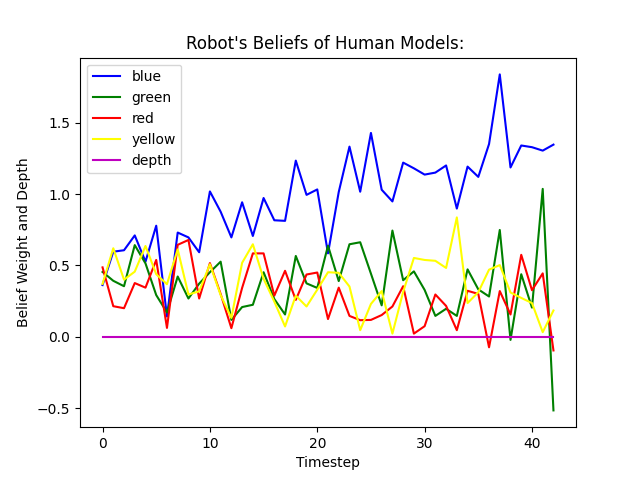 Robot's Beliefs of Human Models:
blue
green
red
yellow
depth
Belief Weight and Depth
1.5
1.0
0.5
0.0
−0.5
0 10 20 30 40
Timestep